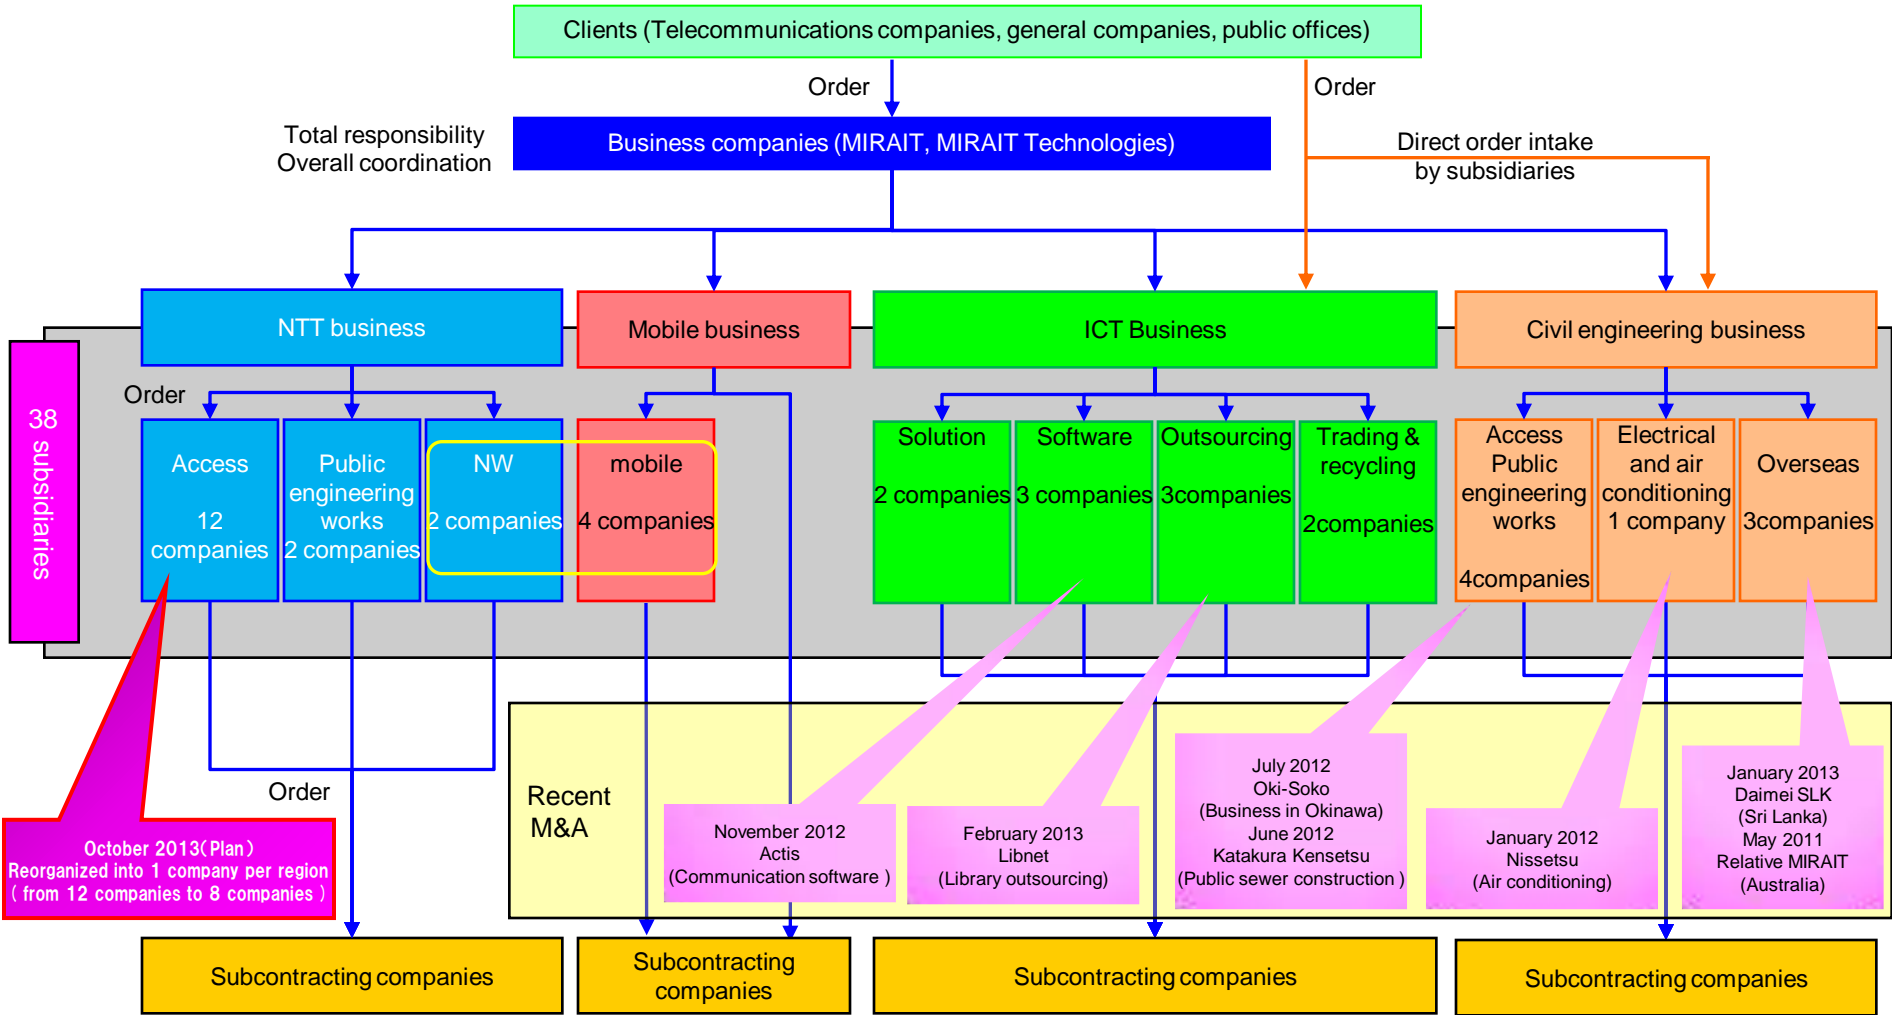 Clients (Telecommunications companies, general companies, public offices)
Order
Order
Total responsibility
Overall coordination
Business companies (MIRAIT, MIRAIT Technologies)
Direct order intake
by subsidiaries
NTT business
Mobile business
ICT Business
Civil engineering business
38 subsidiaries
Order
Access
12
companies
Public
engineering
works
2 companies
NW
2 companies
mobile
4 companies
Solution
2 companies
Software
3 companies
Outsourcing
3companies
Trading &
recycling
2companies
Access
Public
engineering
works
4companies
Electrical
and air
conditioning
1 company
Overseas
3companies
Order
October 2013(Plan)
Reorganized into 1 company per region
( from 12 companies to 8 companies )
Recent
M&A
November 2012
Actis
(Communication software )
February 2013
Libnet
(Library outsourcing)
July 2012
Oki-Soko
(Business in Okinawa)
June 2012
Katakura Kensetsu
(Public sewer construction )
January 2012
Nissetsu
(Air conditioning)
January 2013
Daimei SLK
(Sri Lanka)
May 2011
Relative MIRAIT
(Australia)
Subcontracting companies
Subcontracting
companies
Subcontracting companies
Subcontracting companies